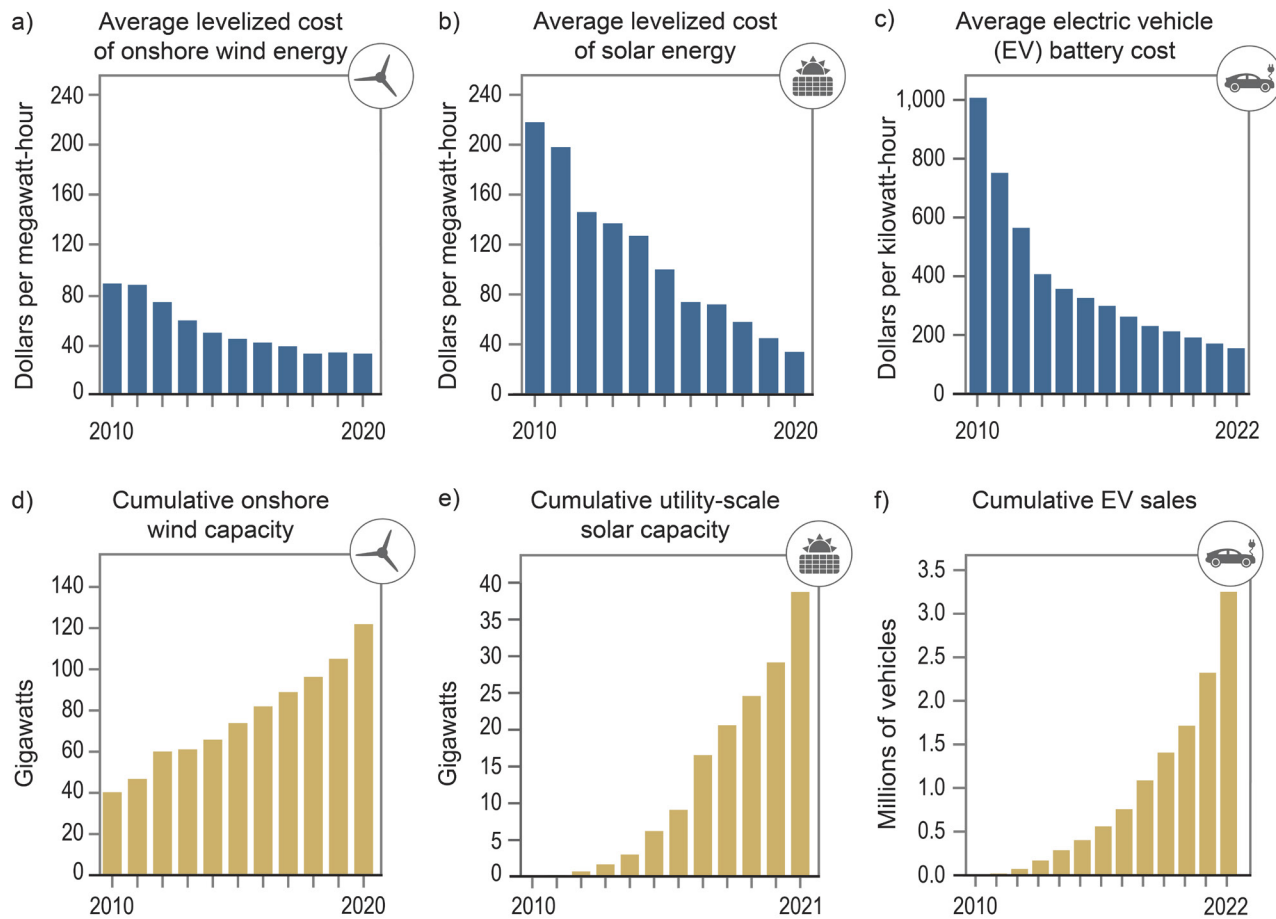 a)
Average levelized cost
of onshore wind energy
Dollars per megawatt-hour
240
200
160
120
80
40
0
2010
2020
b)
Average levelized cost
of solar energy
Dollars per megawatt-hour
240
200
160
120
80
40
0
2010
2020
c)
Average electric vehicle
(EV) battery cost
Dollars per kilowatt-hour
1,000
800
600
400
200
0
2010
2022
d)
Cumulative onshore
wind capacity
Gigawatts
140
120
100
80
60
40
20
0
2010
2020
e)
Cumulative utility-scale
solar capacity
Gigawatts
40
35
30
25
20
15
10
5
0
2010
2021
f)
Cumulative EV sales
Millions of vehicles
3.5
3.0
2.5
2.0
1.5
1.0
0.5
0.0
2010
2022